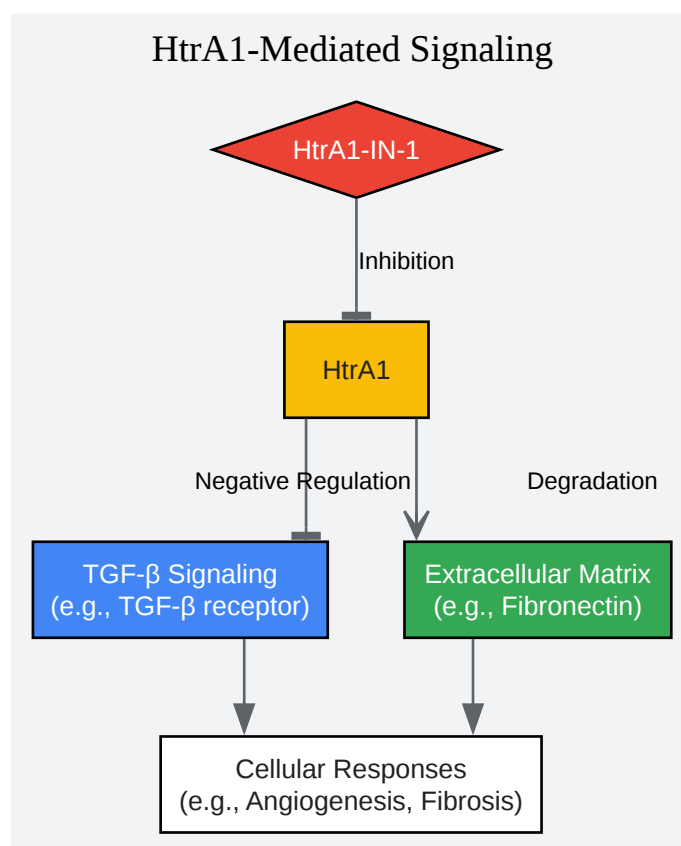 HtrA1-Mediated Signaling
HtrA1-IN-1
Inhibition
HtrA1
Negative Regulation
Degradation
TGF-β Signaling
(e.g., TGF-β receptor)
Extracellular Matrix
(e.g., Fibronectin)
Cellular Responses
(e.g., Angiogenesis, Fibrosis)